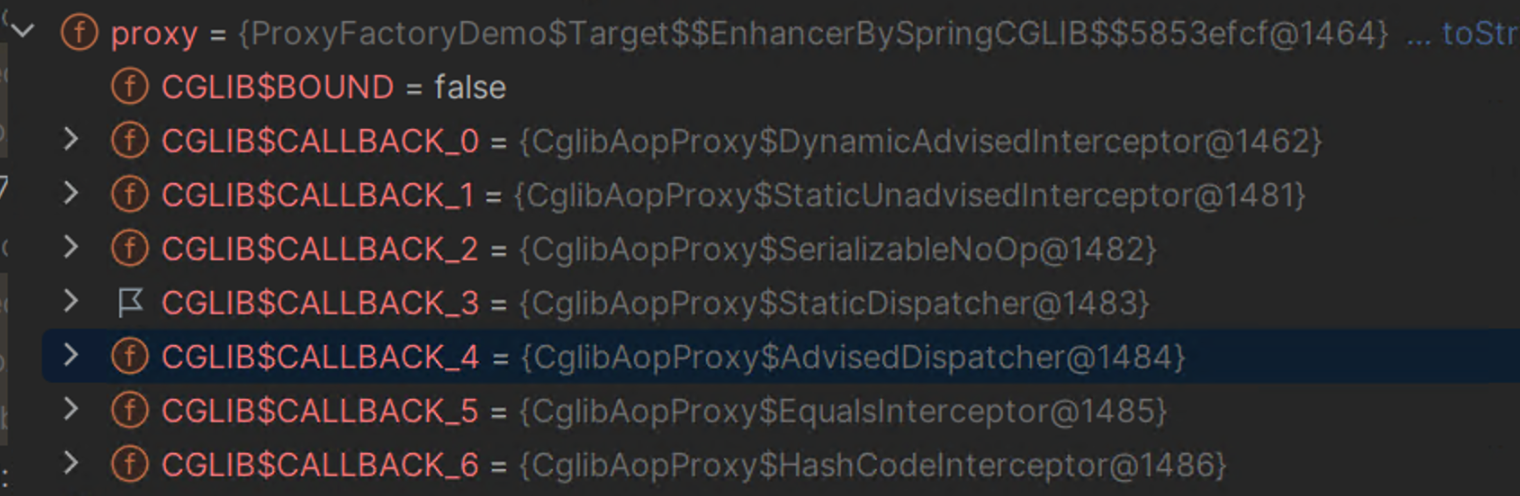 proxy = {ProxyFactoryDemo$Target$$EnhancerBySpringCGLIB$$5853efcf@1464} ... toStr
CGLIB$BOUND = false
CGLIB$CALLBACK_0 = {CglibAopProxy$DynamicAdvisedInterceptor@1462}
CGLIB$CALLBACK_1 = {CglibAopProxy$StaticUnadvisedInterceptor@1481}
CGLIB$CALLBACK_2 = {CglibAopProxy$SerializableNoOp@1482}
CGLIB$CALLBACK_3 = {CglibAopProxy$StaticDispatcher@1483}
CGLIB$CALLBACK_4 = {CglibAopProxy$AdvisedDispatcher@1484}
CGLIB$CALLBACK_5 = {CglibAopProxy$EqualsInterceptor@1485}
CGLIB$CALLBACK_6 = {CglibAopProxy$HashCodeInterceptor@1486}